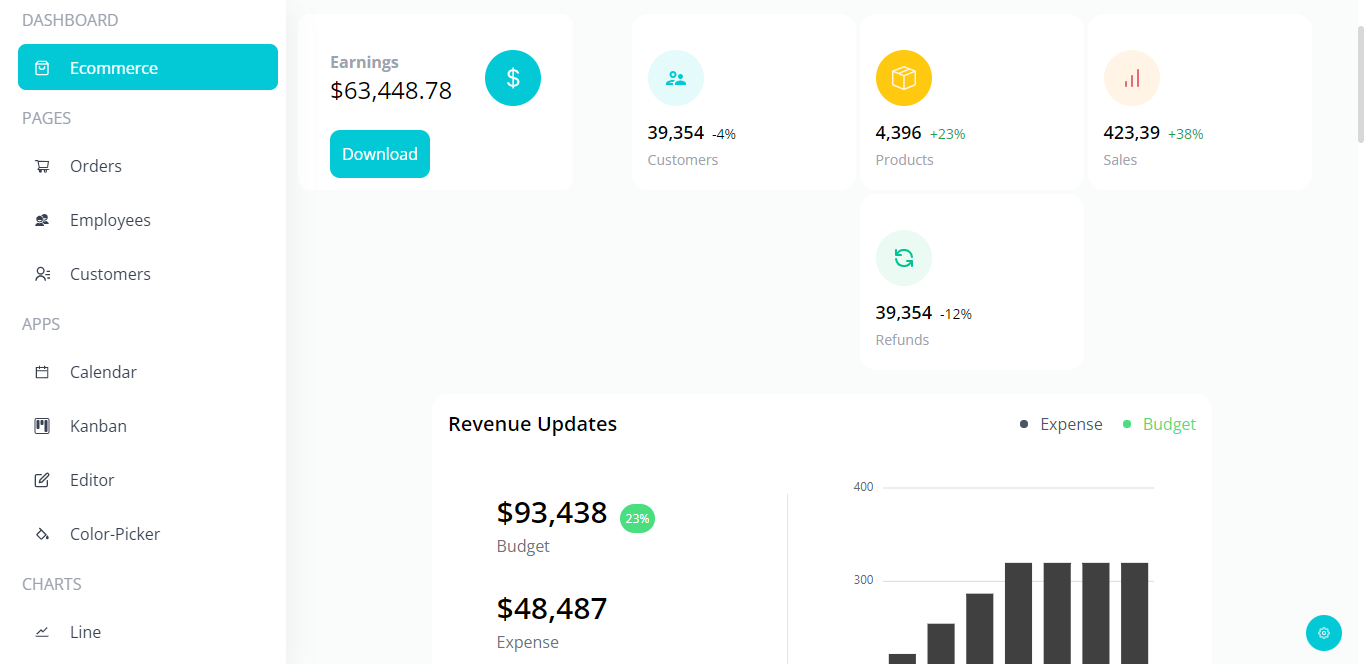 DASHBOARD
Ecommerce
PAGES
Orders
Employees
Customers
APPS
Calendar
Kanban
Editor
Color-Picker
CHARTS
Line
Earnings
$63,448.78
$
Download
39,354 -4%
Customers
4,396 +23%
Products
423,39 +38%
Sales
39,354 -12%
Refunds
Revenue Updates
Expense
Budget
$93,438 23%
Budget
$48,487
Expense
400
300